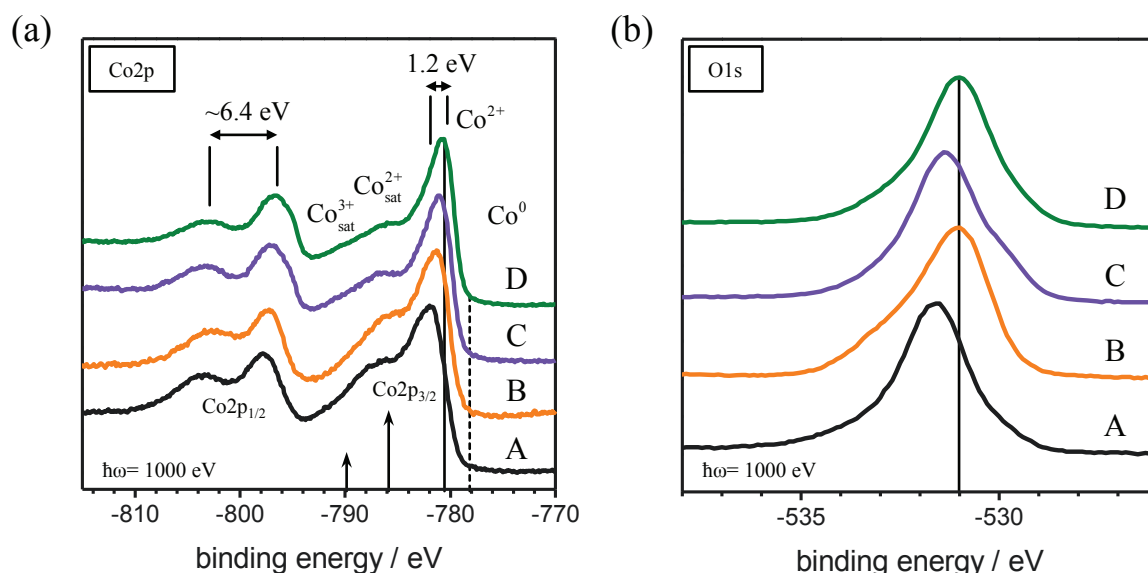 (a)
Co2p
1.2 eV
~6.4 eV
Co²⁺
Co²⁺sat
Co³⁺sat
Co⁰
D
C
B
A
Co2p₁/₂
Co2p₃/₂
ħω= 1000 eV
-810 -800 -790 -780 -770
binding energy / eV
(b)
O1s
D
C
B
A
ħω= 1000 eV
-535 -530
binding energy / eV